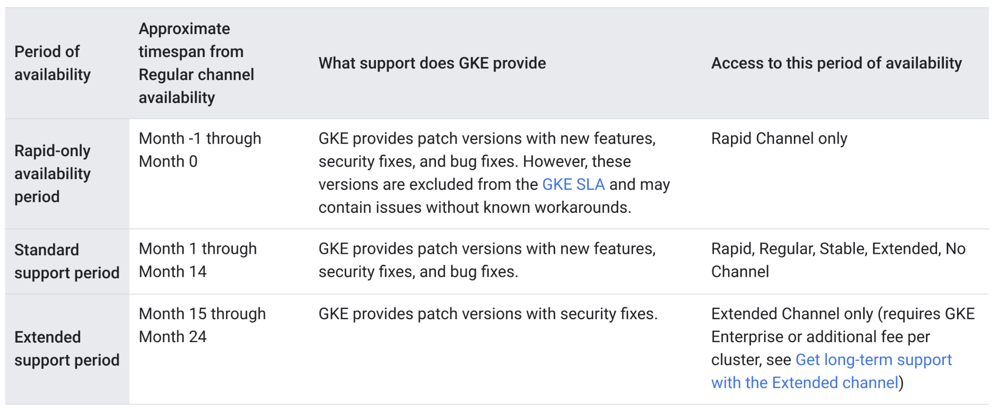 Period of
availability
Approximate
timespan from
Regular channel
availability
What support does GKE provide
Access to this period of availability
Rapid-only
availability
period
Month -1 through
Month 0
GKE provides patch versions with new features,
security fixes, and bug fixes. However, these
versions are excluded from the GKE SLA and may
contain issues without known workarounds.
Rapid Channel only
Standard
support period
Month 1 through
Month 14
GKE provides patch versions with new features,
security fixes, and bug fixes.
Rapid, Regular, Stable, Extended, No
Channel
Extended
support period
Month 15 through
Month 24
GKE provides patch versions with security fixes.
Extended Channel only (requires GKE
Enterprise or additional fee per
cluster, see Get long-term support
with the Extended channel)